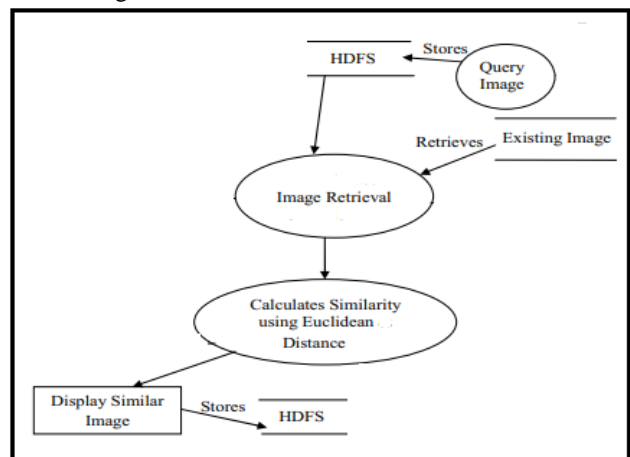 Stores
HDFS
Query
Image
Retrieves
Existing Image
Image Retrieval
Calculates Similarity
using Euclidean
Distance
Display Similar
Image
Stores
HDFS